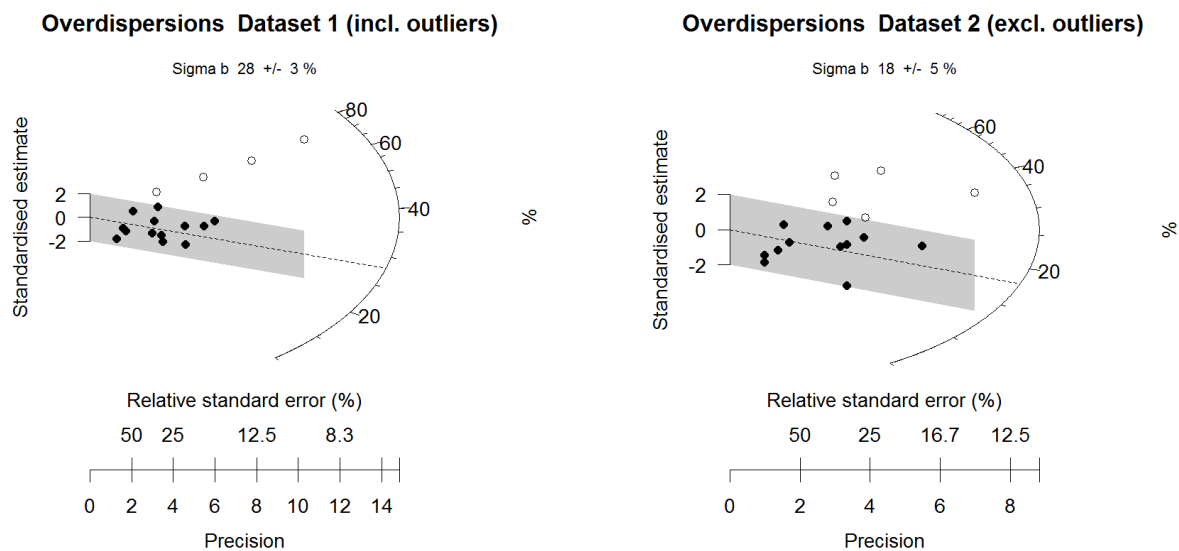 Overdispersions Dataset 1 (incl. outliers)
Sigma b 28 +/- 3 %
Standardised estimate
2
0
-2
80
60
40
20
%
Relative standard error (%)
50 25 12.5 8.3
0 2 4 6 8 10 12 14
Precision
Overdispersions Dataset 2 (excl. outliers)
Sigma b 18 +/- 5 %
Standardised estimate
2
0
-2
60
40
20
%
Relative standard error (%)
50 25 16.7 12.5
0 2 4 6 8
Precision